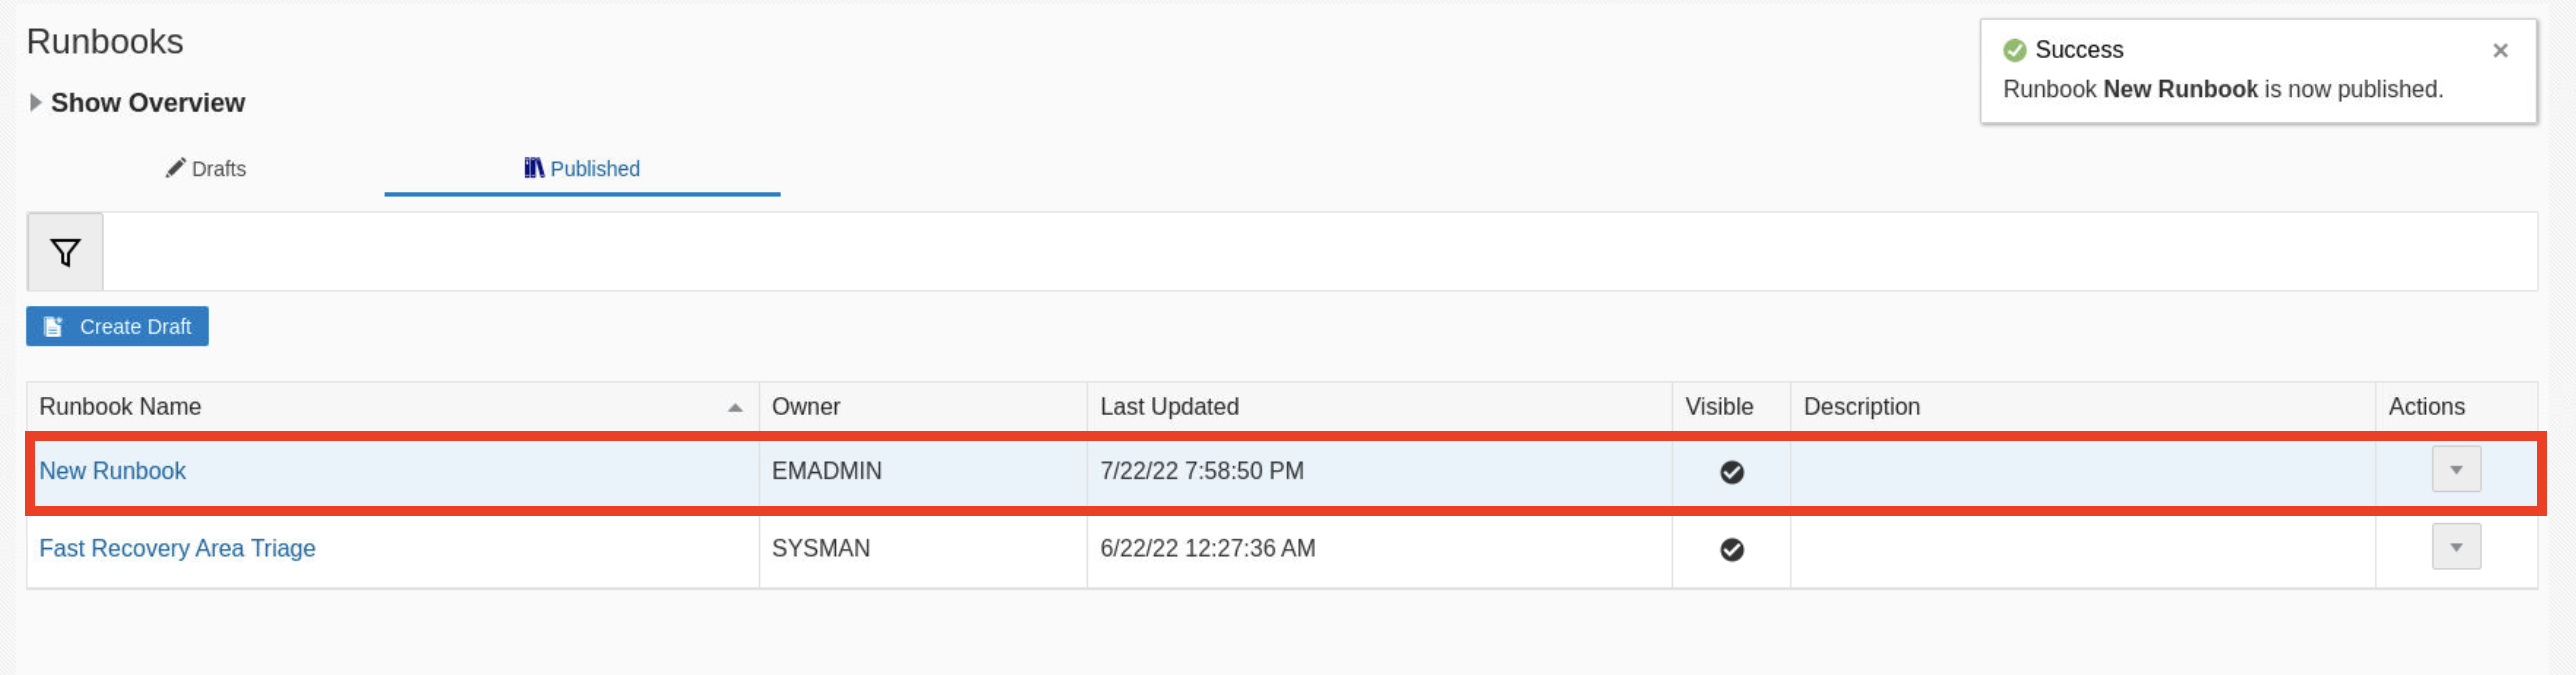 Runbooks
Success
Runbook New Runbook is now published.
Show Overview
Drafts Published
Create Draft
Runbook Name Owner Last Updated Visible Description Actions
New Runbook EMADMIN 7/22/22 7:58:50 PM
Fast Recovery Area Triage SYSMAN 6/22/22 12:27:36 AM